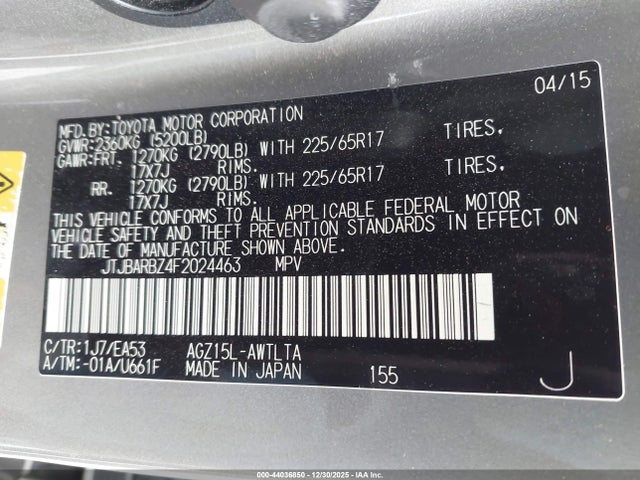 04/15
MFD.BY:TOYOTA MOTOR CORPORATION
GVWR:2360KG (5200LB)
GAWR:FRT. 1270KG (2790LB) WITH 225/65R17 TIRES,
17X7J RIMS.
RR. 1270KG (2790LB) WITH 225/65R17 TIRES,
17X7J RIMS.
THIS VEHICLE CONFORMS TO ALL APPLICABLE FEDERAL MOTOR
VEHICLE SAFETY AND THEFT PREVENTION STANDARDS IN EFFECT ON
THE DATE OF MANUFACTURE SHOWN ABOVE.
JTJBARBZ4F2024463 MPV
C/TR:1J7/EA53 AGZ15L-AWTLTA
A/TM:-01A/U661F MADE IN JAPAN 155 J
000-44036850 - 12/30/2025 - IAA Inc.